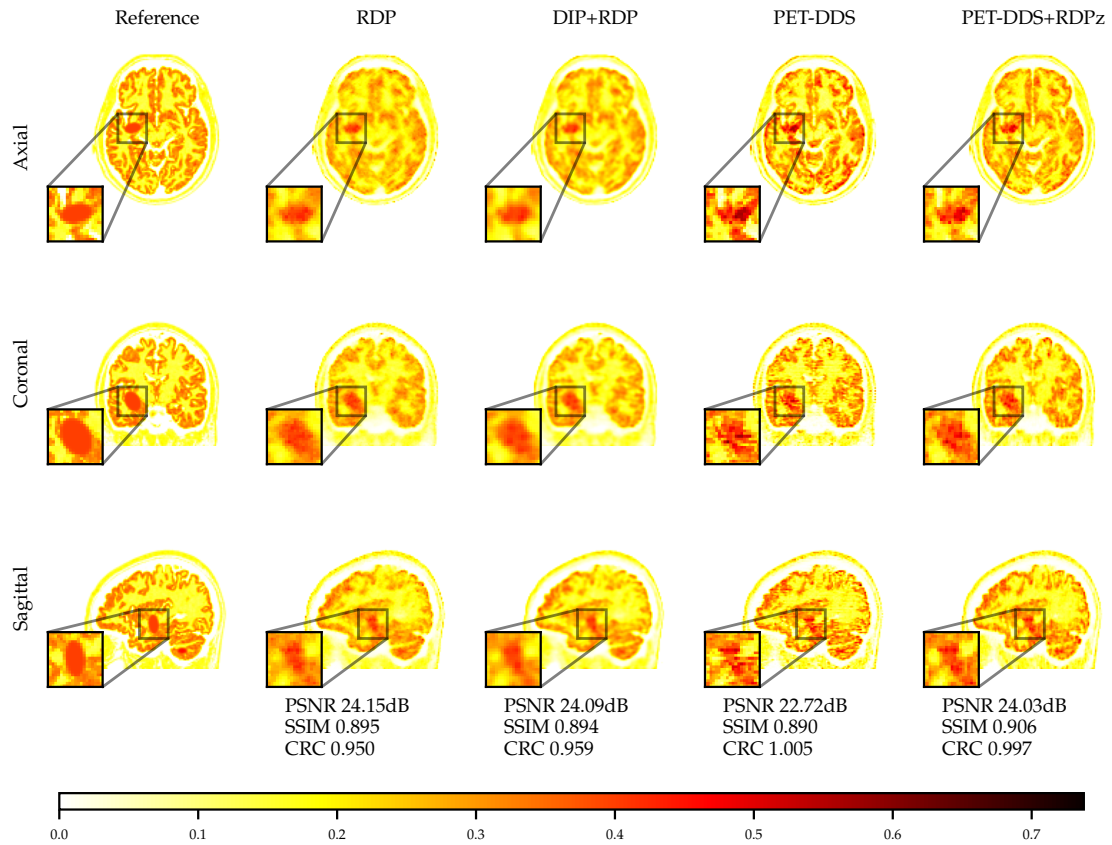 Reference RDP DIP+RDP PET-DDS PET-DDS+RDPz
Axial
Coronal
Sagittal
PSNR 24.15dB
SSIM 0.895
CRC 0.950
PSNR 24.09dB
SSIM 0.894
CRC 0.959
PSNR 22.72dB
SSIM 0.890
CRC 1.005
PSNR 24.03dB
SSIM 0.906
CRC 0.997
0.0 0.1 0.2 0.3 0.4 0.5 0.6 0.7